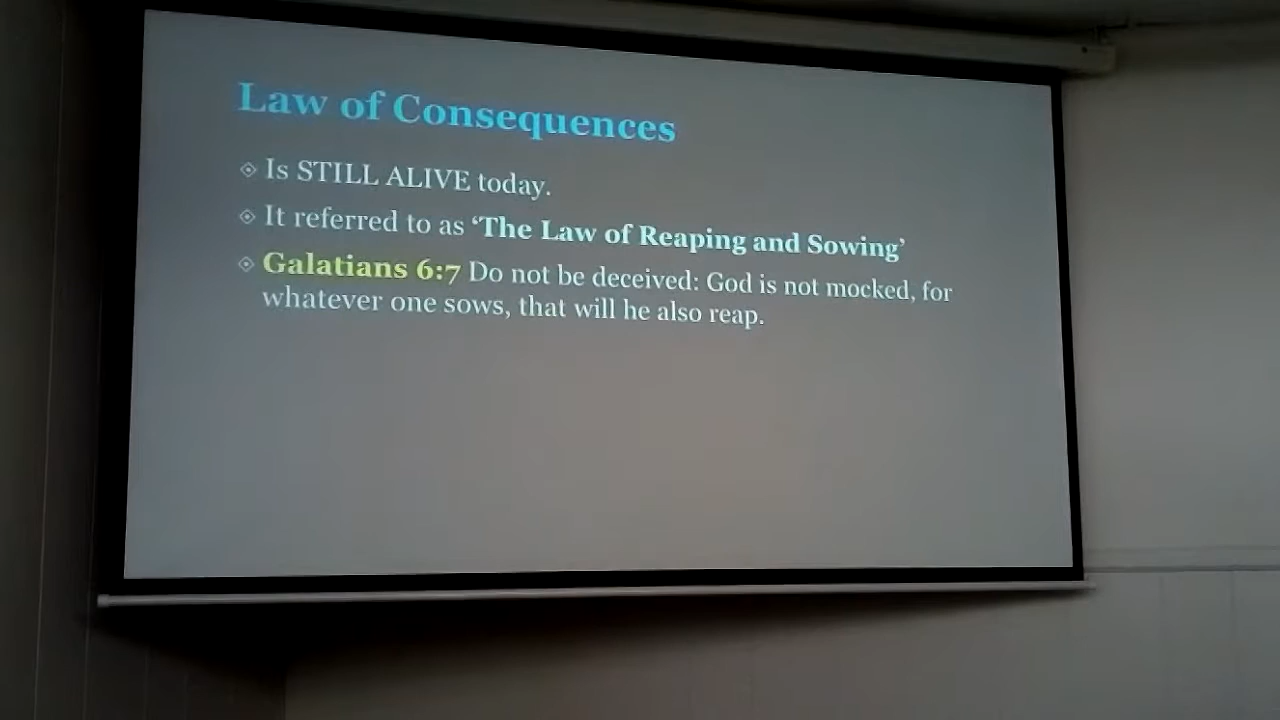 Law of Consequences
Is STILL ALIVE today.
It referred to as ‘The Law of Reaping and Sowing’
Galatians 6:7 Do not be deceived: God is not mocked, for
whatever one sows, that will he also reap.